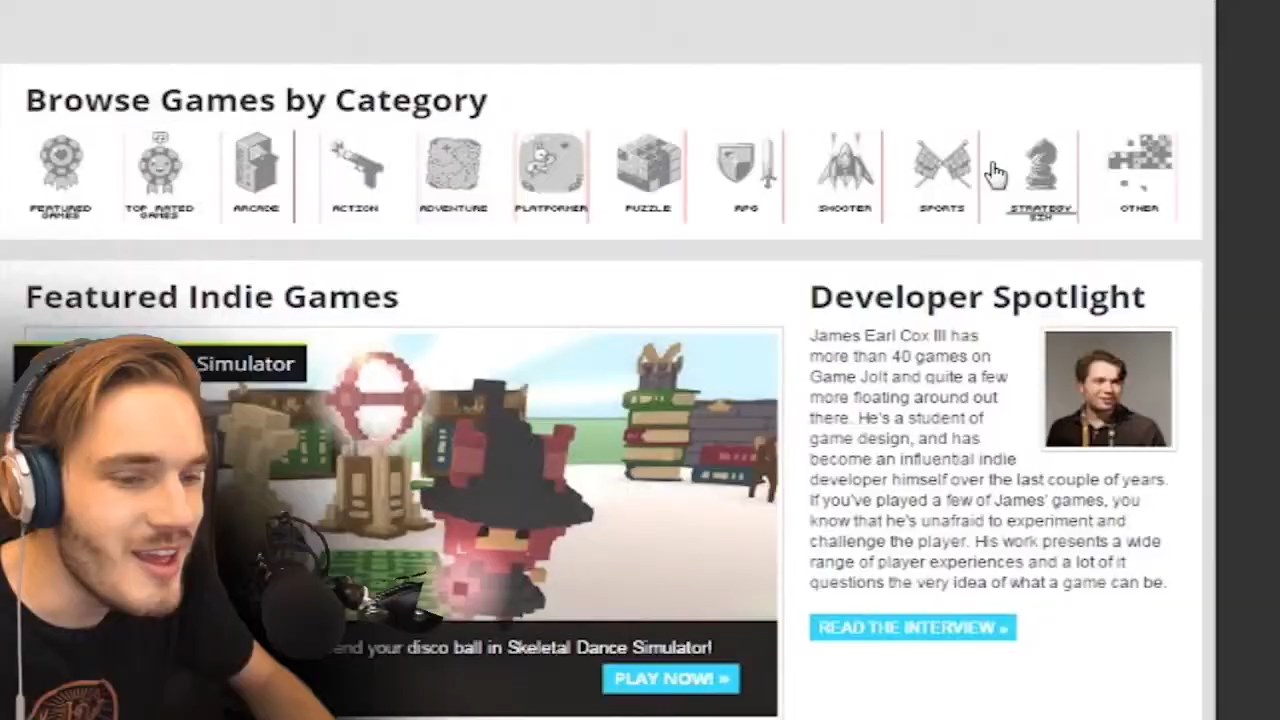 Browse Games by Category
FEATURED
GAMES
TOP RATED
GAMES
ARCADE
ACTION
ADVENTURE
PLATFORMER
PUZZLE
RPG
SHOOTER
SPORTS
STRATEGY
SIM
OTHER
Featured Indie Games
Simulator
end your disco ball in Skeletal Dance Simulator!
PLAY NOW! »
Developer Spotlight
James Earl Cox III has
more than 40 games on
Game Jolt and quite a few
more floating around out
there. He's a student of
game design, and has
become an influential indie
developer himself over the last couple of years.
If you've played a few of James' games, you
know that he's unafraid to experiment and
challenge the player. His work presents a wide
range of player experiences and a lot of it
questions the very idea of what a game can be.
READ THE INTERVIEW »